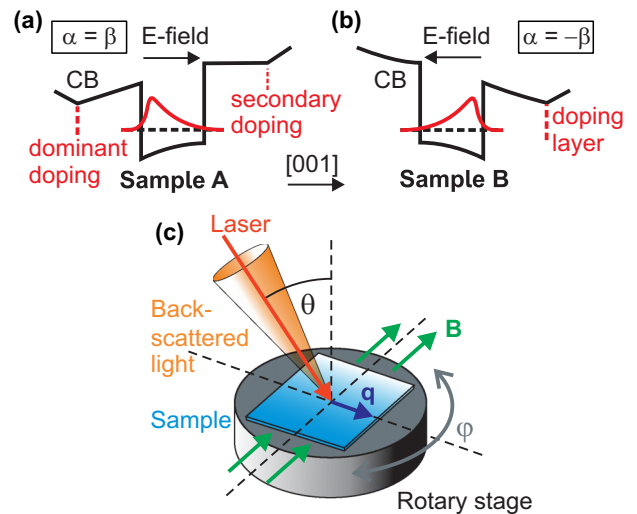 (a)
α = β
E-field
CB
secondary
doping
dominant
doping
Sample A
[001]
(b)
E-field
α = −β
CB
doping
layer
Sample B
(c)
Laser
θ
Back-
scattered
light
B
q
Sample
φ
Rotary stage